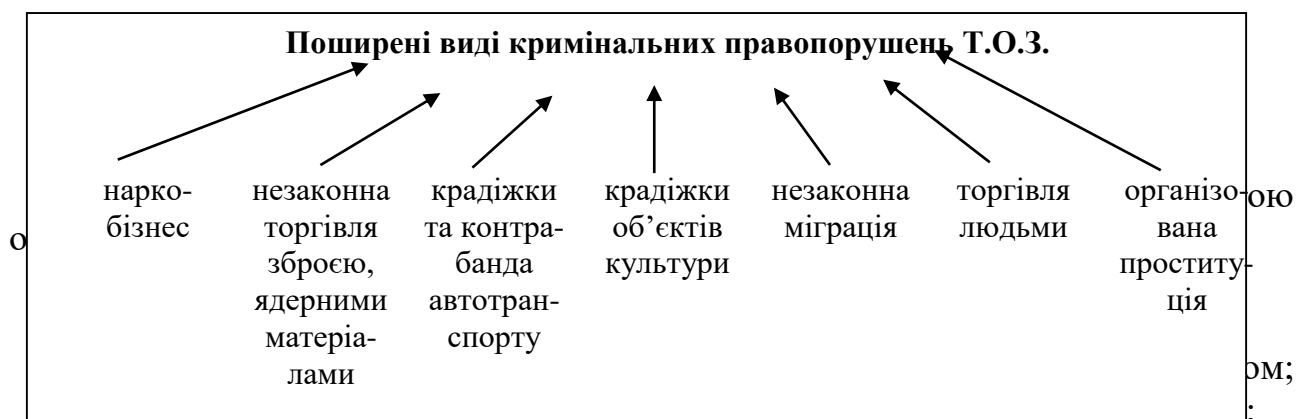 Поширені виді кримінальних правопорушень Т.О.З.
нарко-
бізнес
незаконна
торгівля
зброєю,
ядерними
матеріа-
лами
крадіжки
та контра-
банда
автотран-
спорту
крадіжки
об’єктів
культури
незаконна
міграція
торгівля
людьми
організо-
вана
проститу-
ція